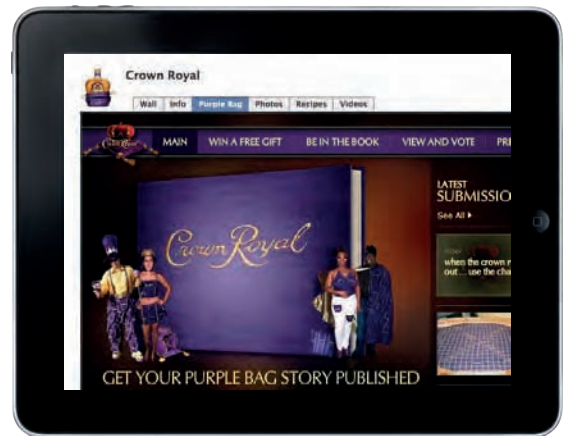 Crown Royal
Wall Info Purple Bag Photos Recipes Videos
MAIN WIN A FREE GIFT BE IN THE BOOK VIEW AND VOTE PRE
LATEST
SUBMISSIO
See All
Crown Royal
when the crown r
out ... use the cha
GET YOUR PURPLE BAG STORY PUBLISHED